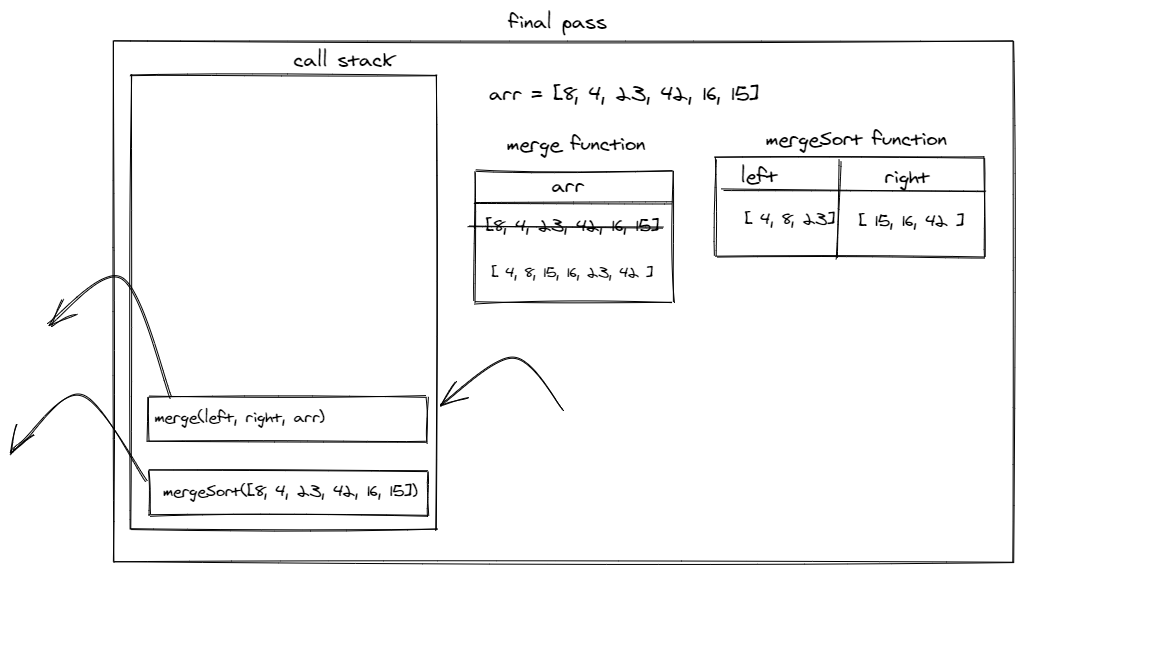 final pass
call stack
arr = [8, 4, 23, 42, 16, 15]
merge function
mergeSort function
arr
left
right
[8, 4, 23, 42, 16, 15]
[ 4, 8, 23]
[ 15, 16, 42 ]
[ 4, 8, 15, 16, 23, 42 ]
merge(left, right, arr)
mergeSort([8, 4, 23, 42, 16, 15])